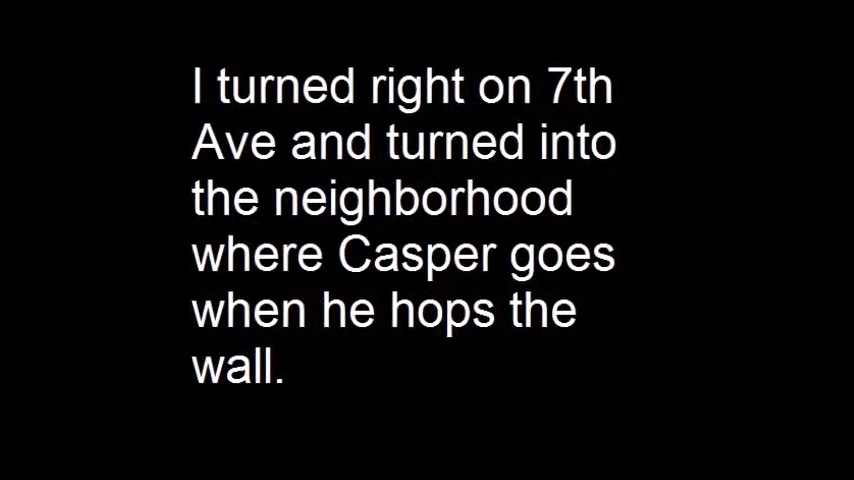 I turned right on 7th
Ave and turned into
the neighborhood
where Casper goes
when he hops the
wall.